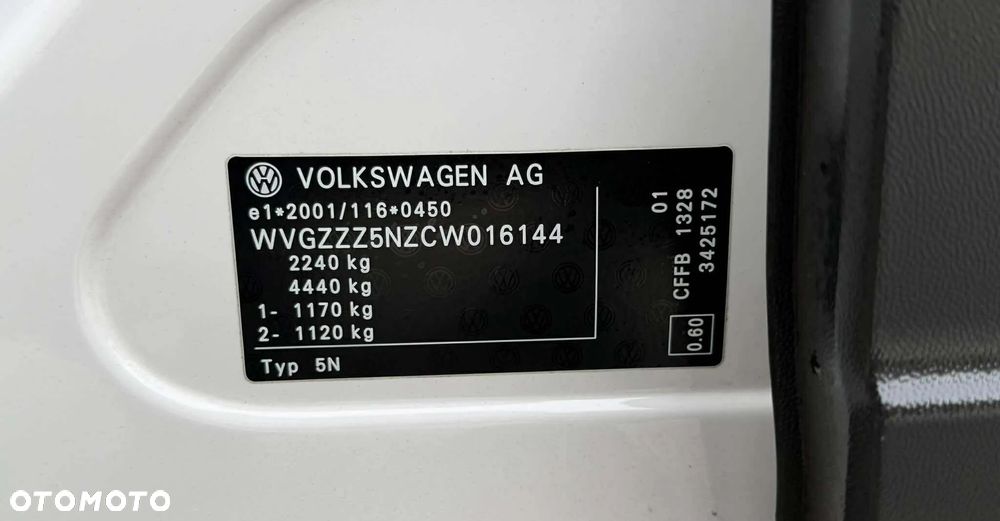 VOLKSWAGEN AG
e1*2001/116*0450
WVGZZZ5NZCW016144
2240 kg
4440 kg
1- 1170 kg
2- 1120 kg
Typ 5N
01
CFFB 1328
3425172
0.60
OTOMOTO